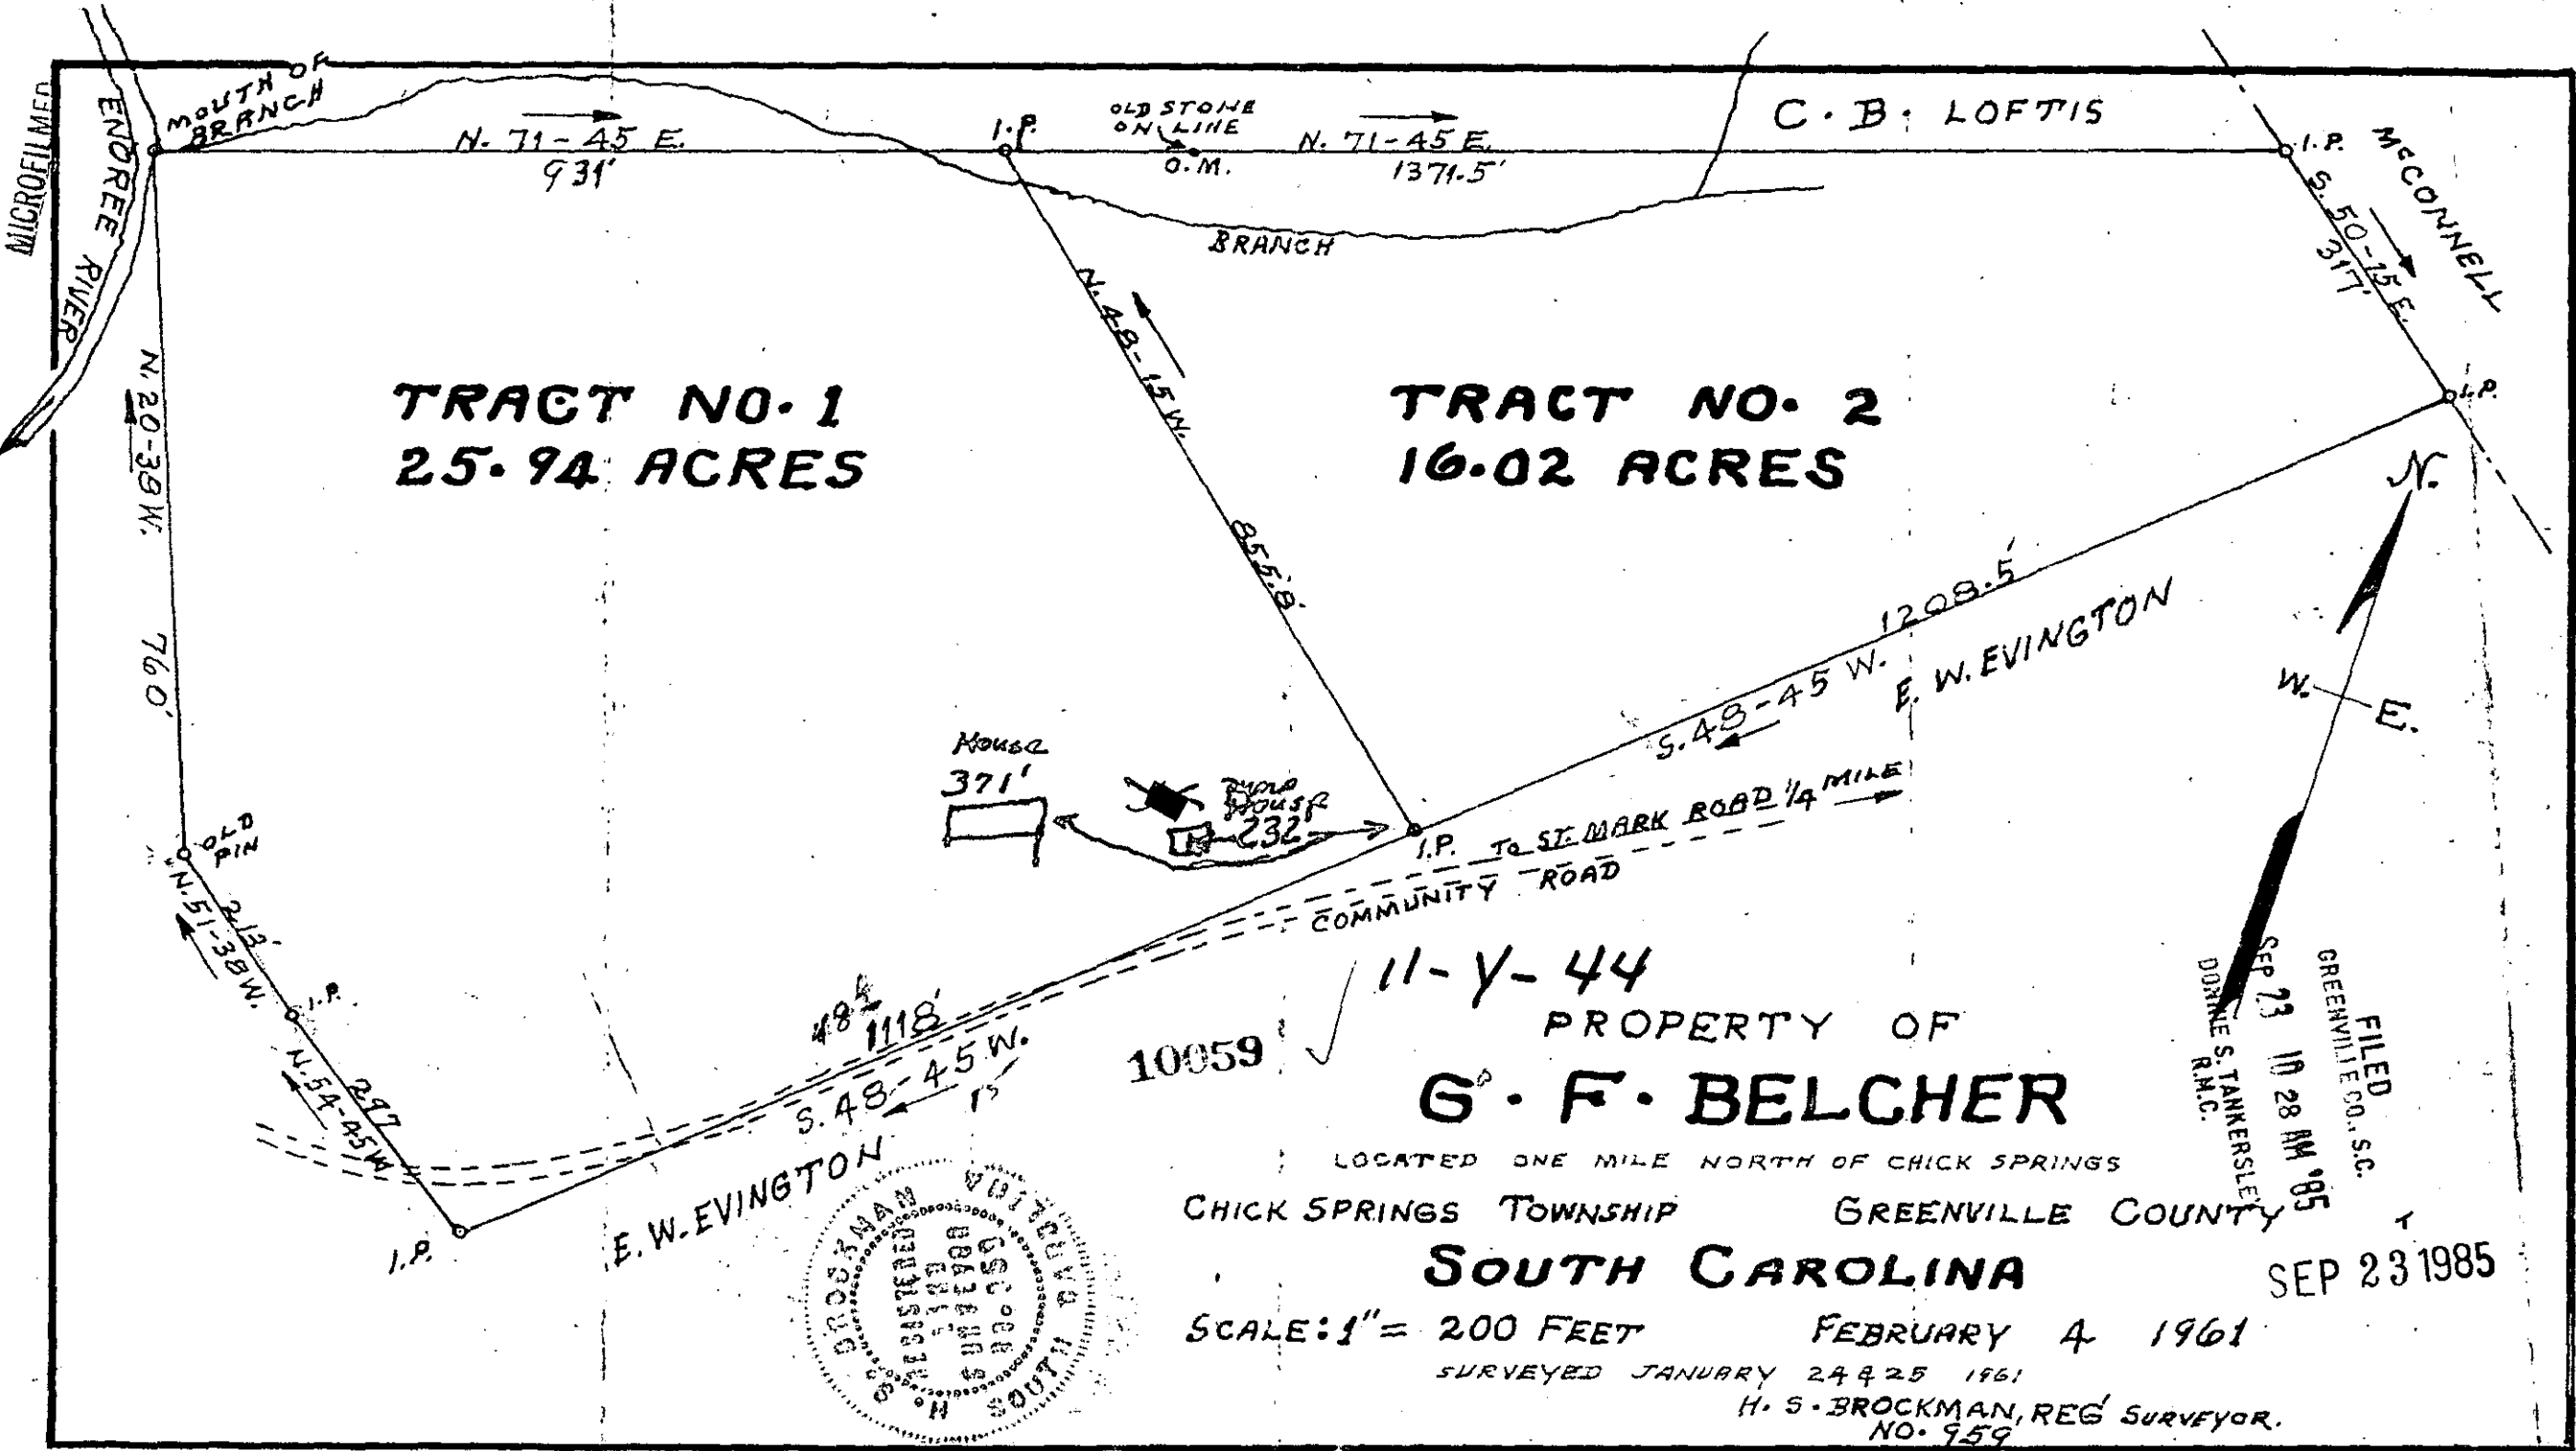 MICROFILMED
ENOREE RIVER
MOUTH OF
BRANCH
N. 71-45 E.
931'
I.P.
OLD STONE
ON LINE
O.M.
N. 71-45 E.
1371.5'
C. B. LOFTIS
I.P.
McCONNELL
S. 50-15 E.
317'
I.P.
BRANCH
N. 20-38 W. 760'
TRACT NO. 1
25.94 ACRES
N. 48-15 W. 855.8'
TRACT NO. 2
16.02 ACRES
S. 48-45 W. 1208.5'
E. W. EVINGTON
N.
W. E.
House
371'
House
232'
I.P.
TO ST. MARK ROAD 1/4 MILE
COMMUNITY ROAD
OLD
PIN
N. 51-38 W. 213'
I.P.
N. 54-45 W. 297
I.P.
1118'
S. 48-45 W.
E. W. EVINGTON
10059
11-Y-44
PROPERTY OF
G. F. BELCHER
LOCATED ONE MILE NORTH OF CHICK SPRINGS
CHICK SPRINGS TOWNSHIP GREENVILLE COUNTY
SOUTH CAROLINA
SCALE: 1" = 200 FEET FEBRUARY 4 1961
SURVEYED JANUARY 24 & 25 1961
H. S. BROCKMAN, REG SURVEYOR.
NO. 959
FILED
GREENVILLE CO., S.C.
SEP 23 10 28 AM '85
DONNIE S. TANKERSLEY
R.M.C.
SEP 23 1985
H. S. BROCKMAN
SOUTH CAROLINA
REGISTERED